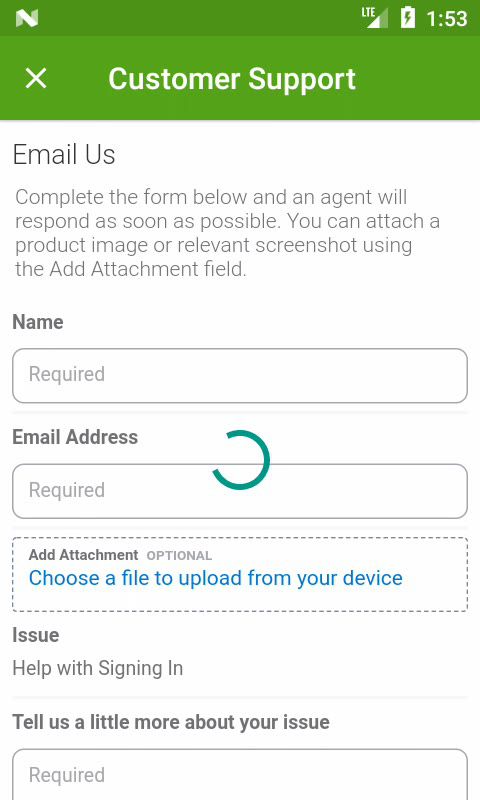 LTE 1:53
Customer Support
Email Us
Complete the form below and an agent will
respond as soon as possible. You can attach a
product image or relevant screenshot using
the Add Attachment field.
Name
Required
Email Address
Required
Add Attachment OPTIONAL
Choose a file to upload from your device
Issue
Help with Signing In
Tell us a little more about your issue
Required